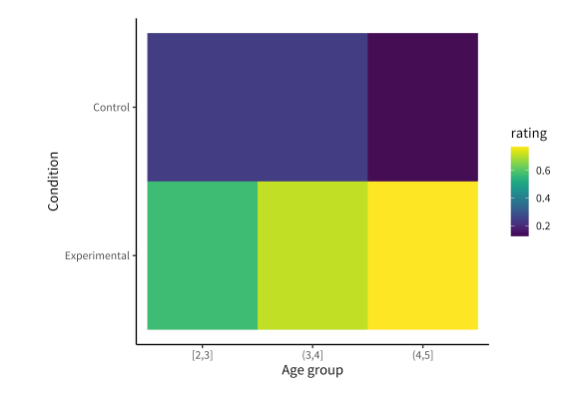 rating
0.6
0.4
0.2
Condition
Control
Experimental
[2,3]
(3,4]
(4,5]
Age group